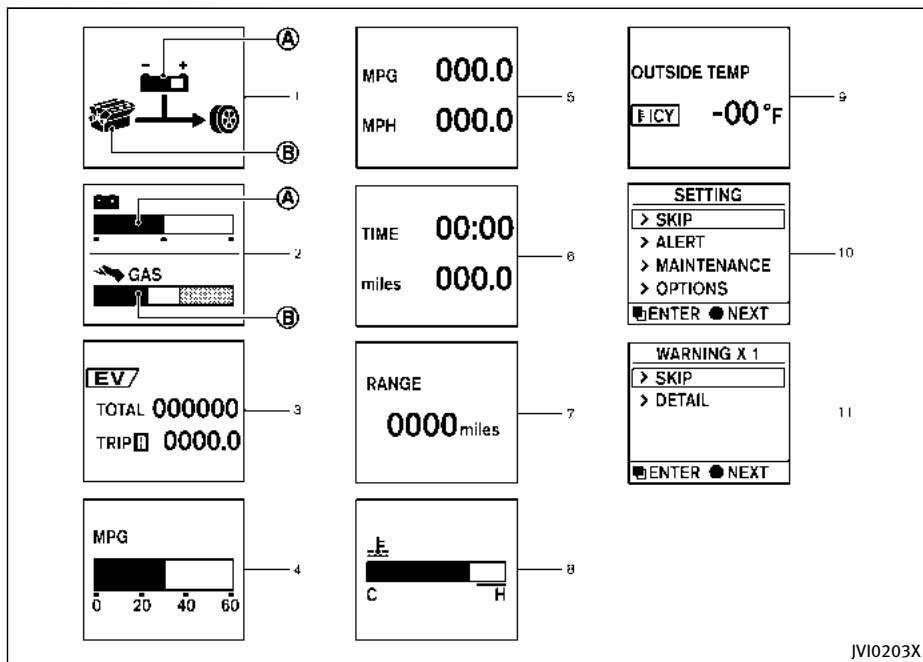 A
- +
1
B
A
2
GAS
B
EV
TOTAL 000000
TRIP 0000.0
3
MPG
0 20 40 60
4
MPG 000.0
MPH 000.0
5
TIME 00:00
miles 000.0
6
RANGE
0000 miles
7
C H
8
OUTSIDE TEMP
ICY -00°F
9
SETTING
> SKIP
> ALERT
> MAINTENANCE
> OPTIONS
ENTER NEXT
10
WARNING X 1
> SKIP
> DETAIL
ENTER NEXT
11
JVI0203X